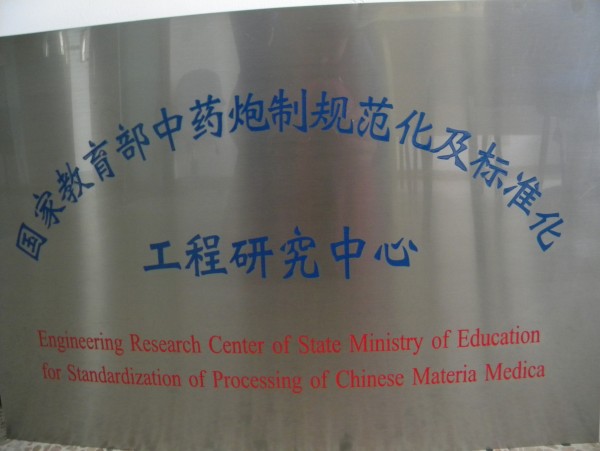 国家教育部中药炮制规范化及标准化
工程研究中心
Engineering Research Center of State Ministry of Education
for Standardization of Processing of Chinese Materia Medica